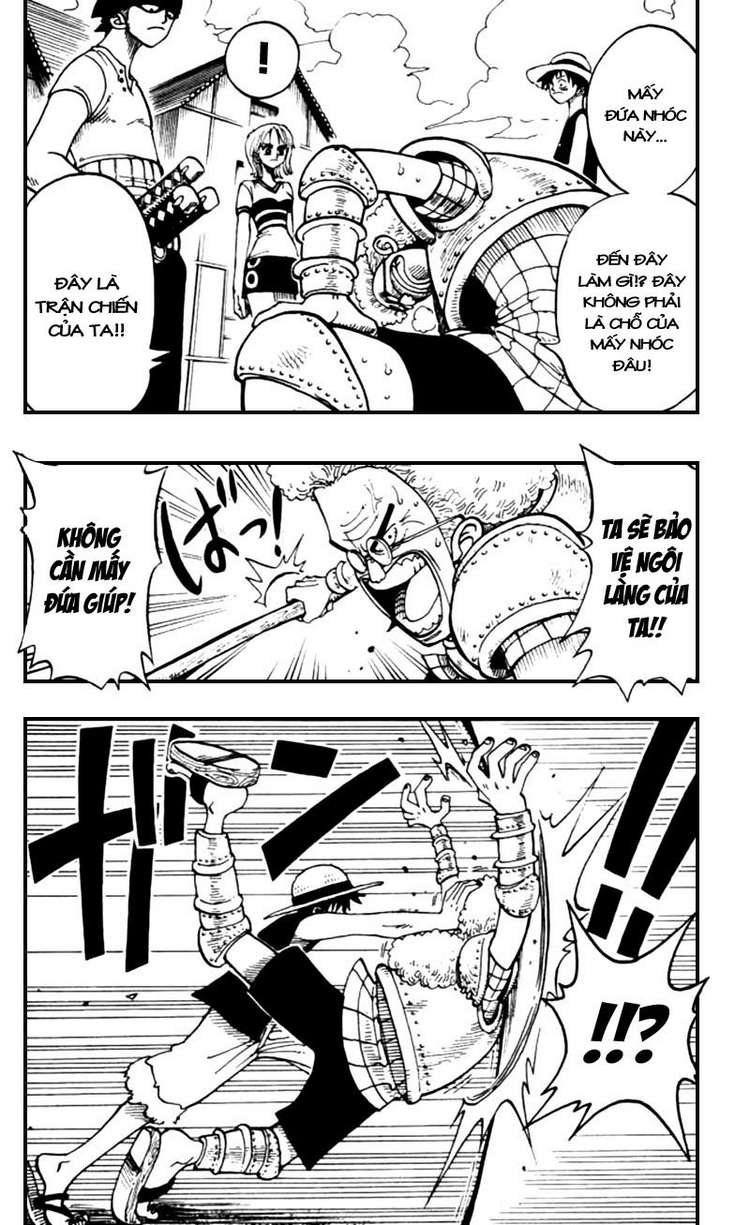 MẤY
ĐỨA NHÓC
NÀY...
!
ĐẾN ĐÂY
LÀM GÌ!? ĐÂY
KHÔNG PHẢI
LÀ CHỖ CỦA
MẤY NHÓC
ĐÂU!
ĐÂY LÀ
TRẬN CHIẾN
CỦA TA!!
TA SẼ BẢO
VỆ NGÔI
LÀNG CỦA
TA!!
ばっ!
KHÔNG
CẦN MẤY
ĐỨA GIÚP!
ガン!!
!!?